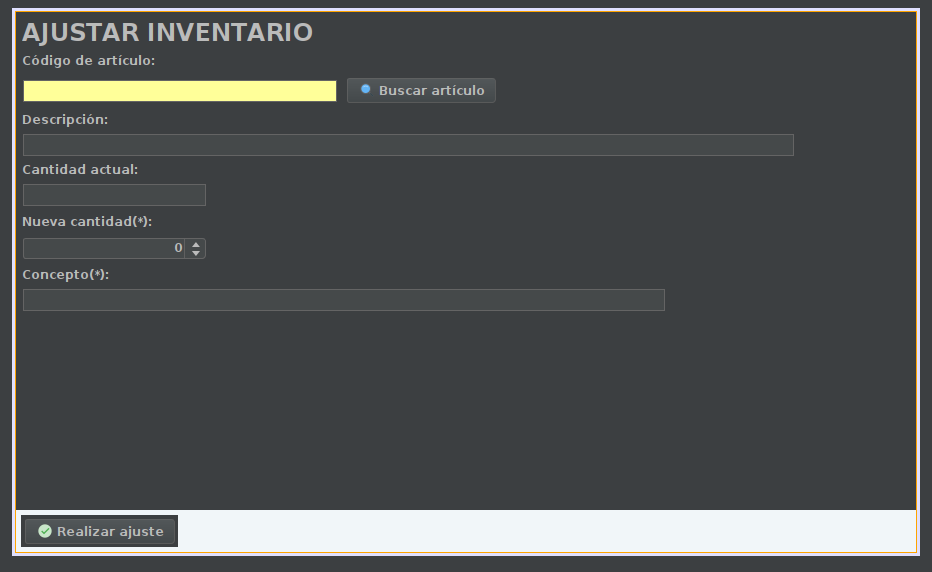 AJUSTAR INVENTARIO
Código de artículo:
Buscar artículo
Descripción:
Cantidad actual:
Nueva cantidad(*):
0
Concepto(*):
Realizar ajuste